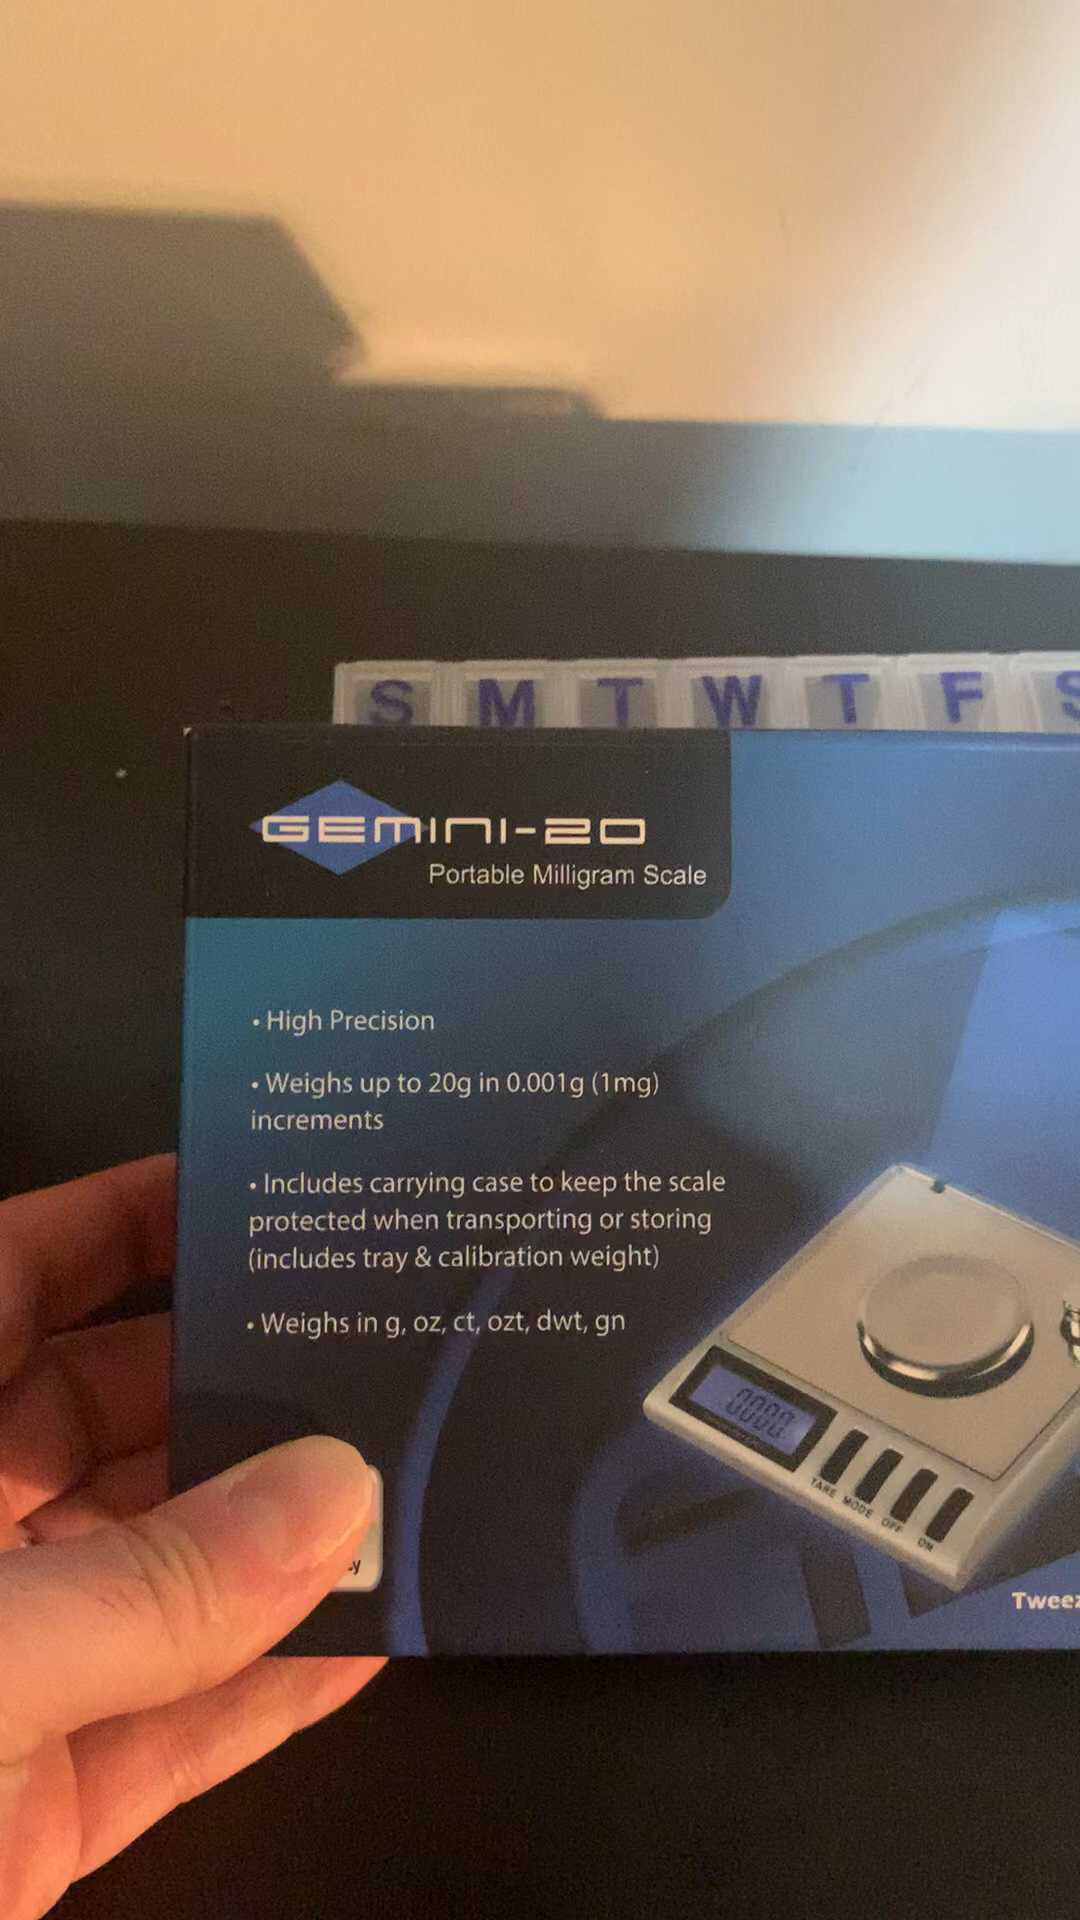 S M T W T F S
GEMINI-20
Portable Milligram Scale
• High Precision
• Weighs up to 20g in 0.001g (1mg)
increments
• Includes carrying case to keep the scale
protected when transporting or storing
(includes tray & calibration weight)
• Weighs in g, oz, ct, ozt, dwt, gn
TARE MODE OFF ON